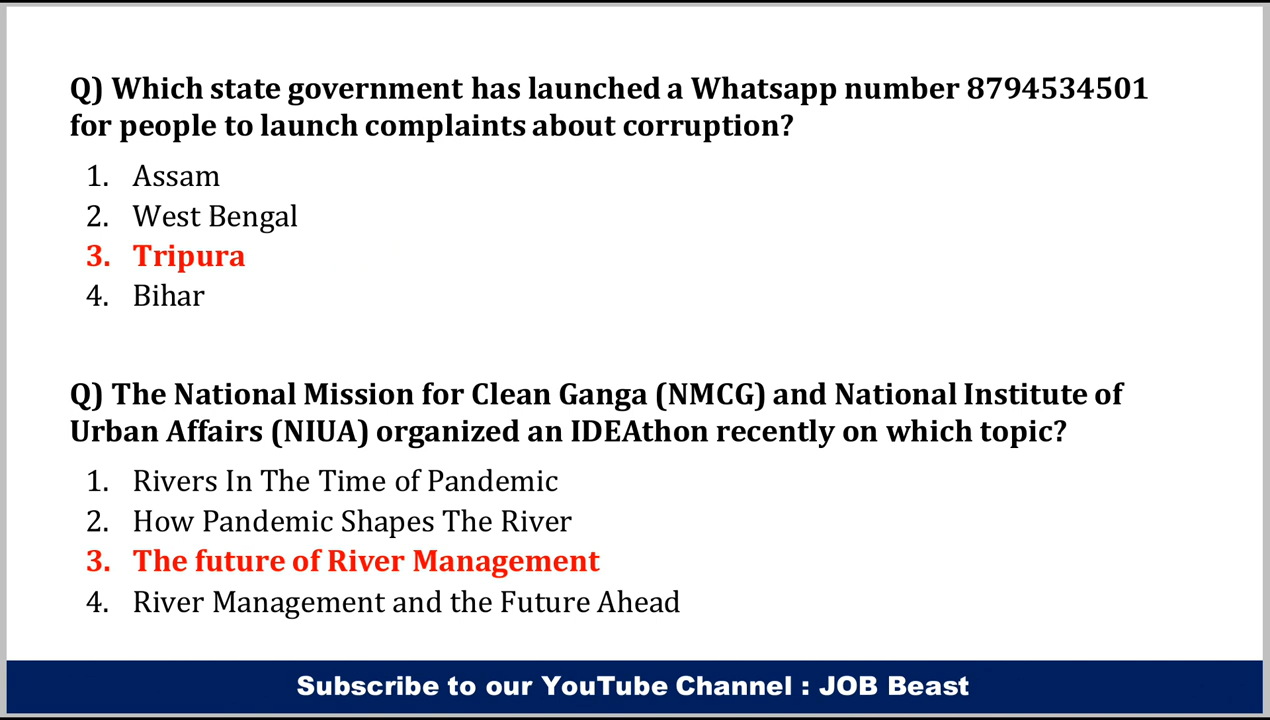 Q) Which state government has launched a Whatsapp number 8794534501
for people to launch complaints about corruption?
1. Assam
2. West Bengal
3. Tripura
4. Bihar
Q) The National Mission for Clean Ganga (NMCG) and National Institute of
Urban Affairs (NIUA) organized an IDEAthon recently on which topic?
1. Rivers In The Time of Pandemic
2. How Pandemic Shapes The River
3. The future of River Management
4. River Management and the Future Ahead
Subscribe to our YouTube Channel : JOB Beast